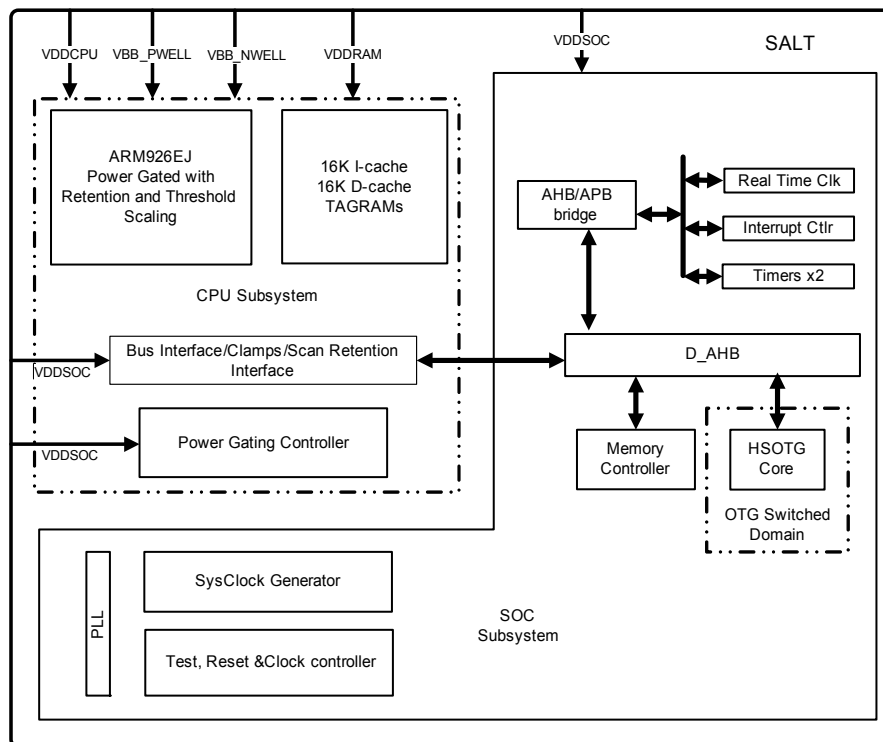 VDDCPU
VBB_PWELL
VBB_NWELL
VDDRAM
VDDSOC
SALT
ARM926EJ
Power Gated with
Retention and Threshold
Scaling
16K I-cache
16K D-cache
TAGRAMs
CPU Subsystem
AHB/APB
bridge
Real Time Clk
Interrupt Ctlr
Timers x2
Bus Interface/Clamps/Scan Retention
Interface
VDDSOC
D_AHB
Power Gating Controller
VDDSOC
Memory
Controller
HSOTG
Core
OTG Switched
Domain
PLL
SysClock Generator
Test, Reset &Clock controller
SOC
Subsystem